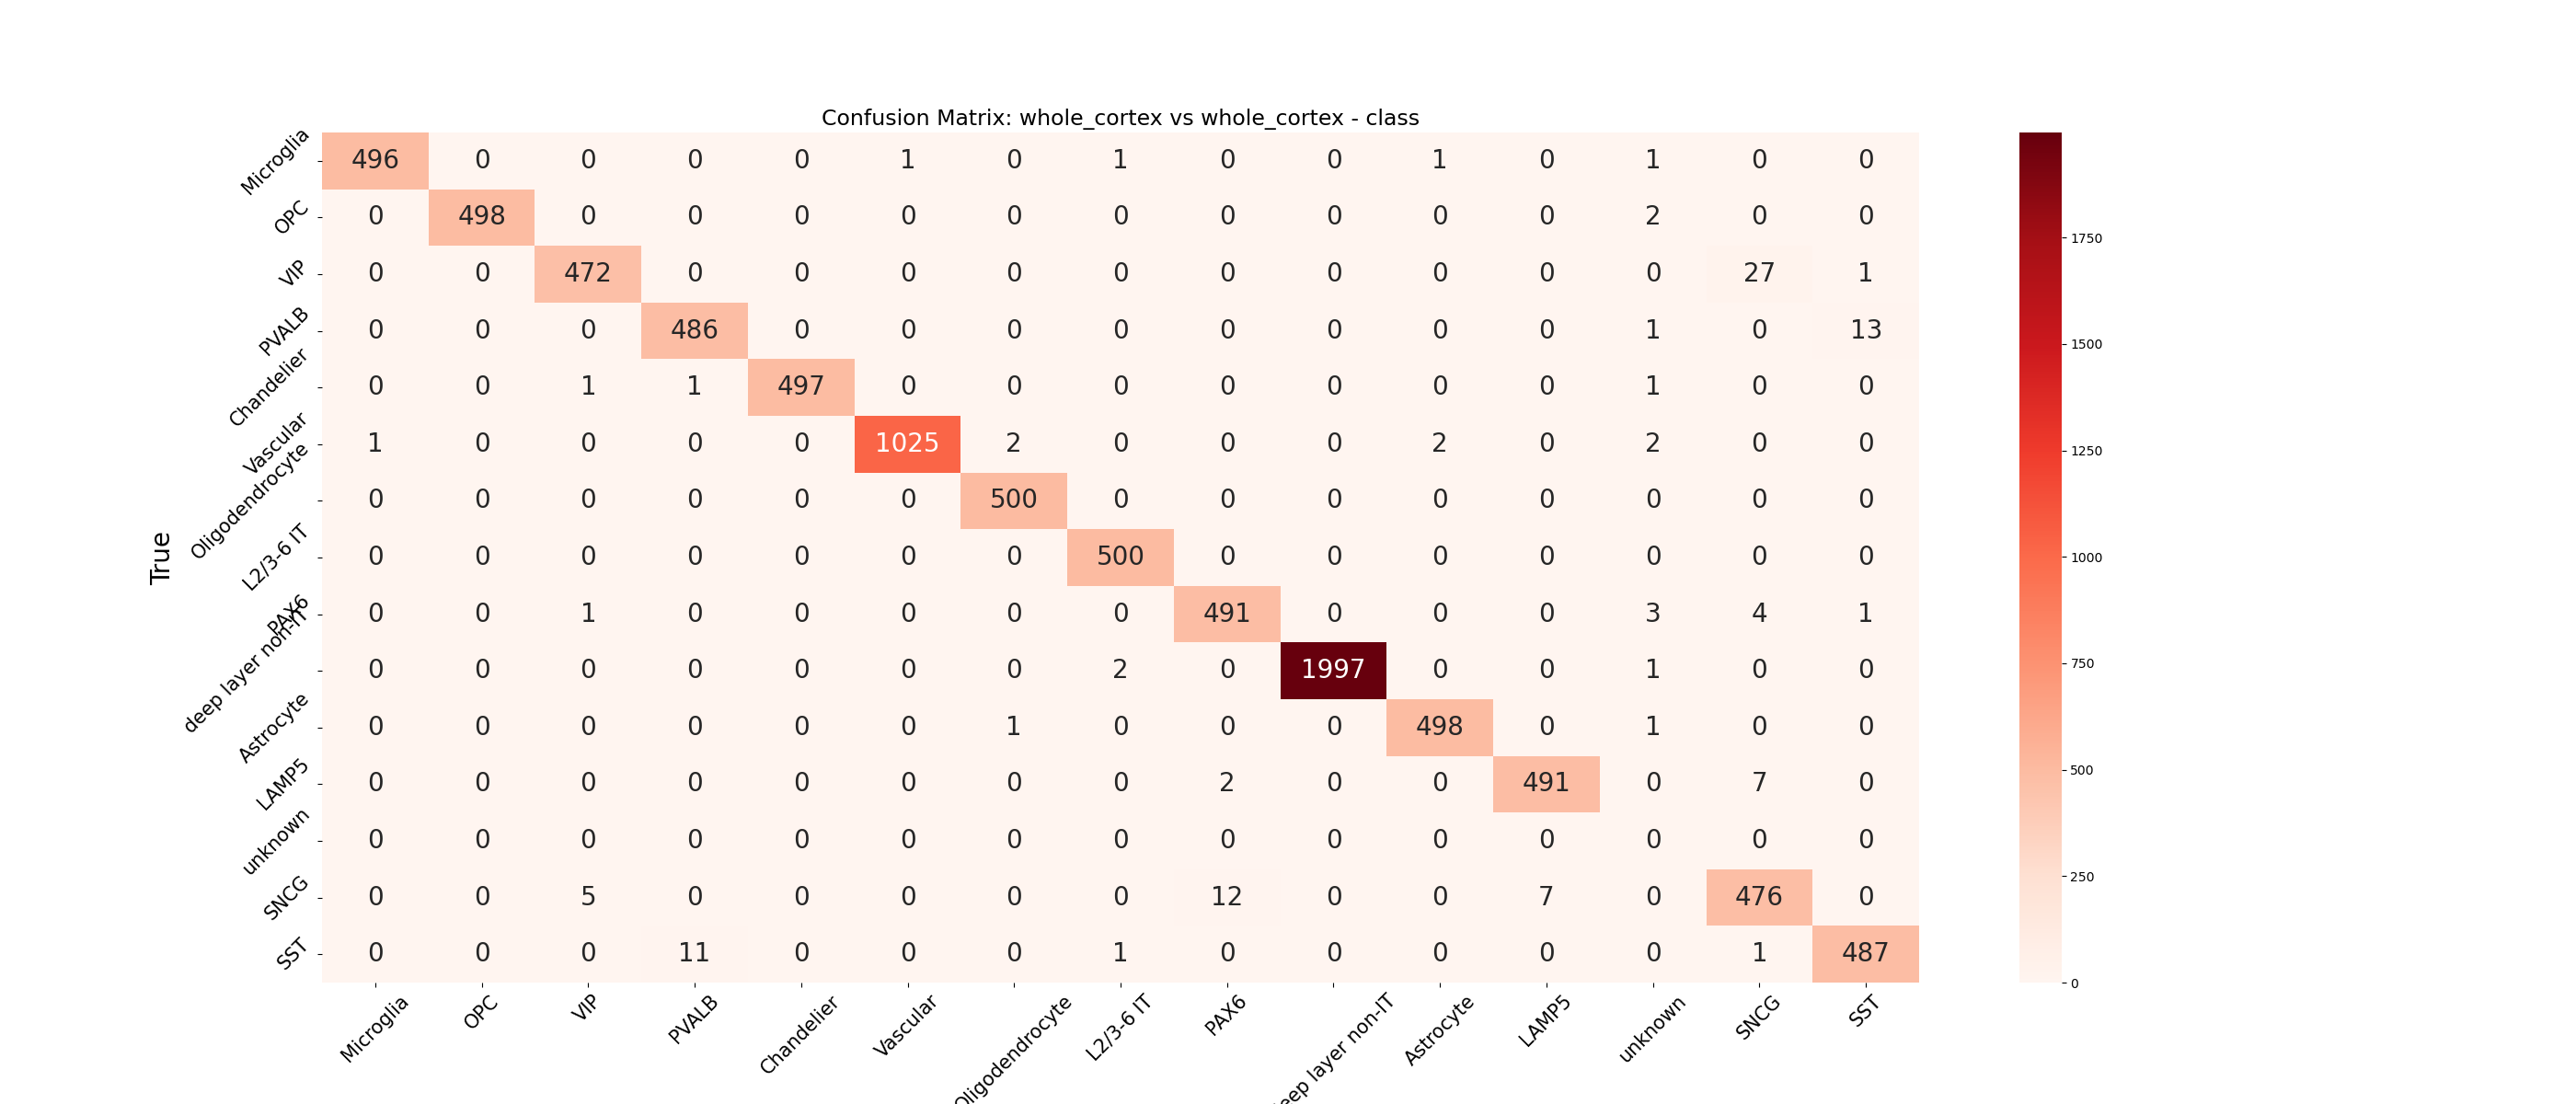 Confusion Matrix: whole_cortex vs whole_cortex - class
Microglia 496 0 0 0 0 1 0 1 0 0 1 0 1 0 0
OPC 0 498 0 0 0 0 0 0 0 0 0 0 2 0 0
VIP 0 0 472 0 0 0 0 0 0 0 0 0 0 27 1
PVALB 0 0 0 486 0 0 0 0 0 0 0 0 1 0 13
Chandelier 0 0 1 1 497 0 0 0 0 0 0 0 1 0 0
Vascular 1 0 0 0 0 1025 2 0 0 0 2 0 2 0 0
Oligodendrocyte 0 0 0 0 0 0 500 0 0 0 0 0 0 0 0
L2/3-6 IT 0 0 0 0 0 0 0 500 0 0 0 0 0 0 0
PAX6 0 0 1 0 0 0 0 0 491 0 0 0 3 4 1
deep layer non-IT 0 0 0 0 0 0 0 2 0 1997 0 0 1 0 0
Astrocyte 0 0 0 0 0 0 1 0 0 0 498 0 1 0 0
LAMP5 0 0 0 0 0 0 0 0 2 0 0 491 0 7 0
unknown 0 0 0 0 0 0 0 0 0 0 0 0 0 0 0
SNCG 0 0 5 0 0 0 0 0 12 0 0 7 0 476 0
SST 0 0 0 11 0 0 0 1 0 0 0 0 0 1 487
True
Microglia OPC VIP PVALB Chandelier Vascular Oligodendrocyte L2/3-6 IT PAX6 eep layer non-IT Astrocyte LAMP5 unknown SNCG SST
1750
1500
1250
1000
750
500
250
0